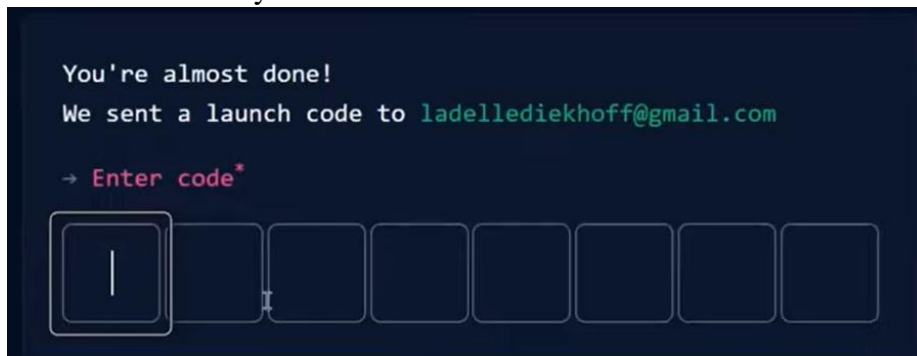 You're almost done!
We sent a launch code to ladellediekhoff@gmail.com
→ Enter code*